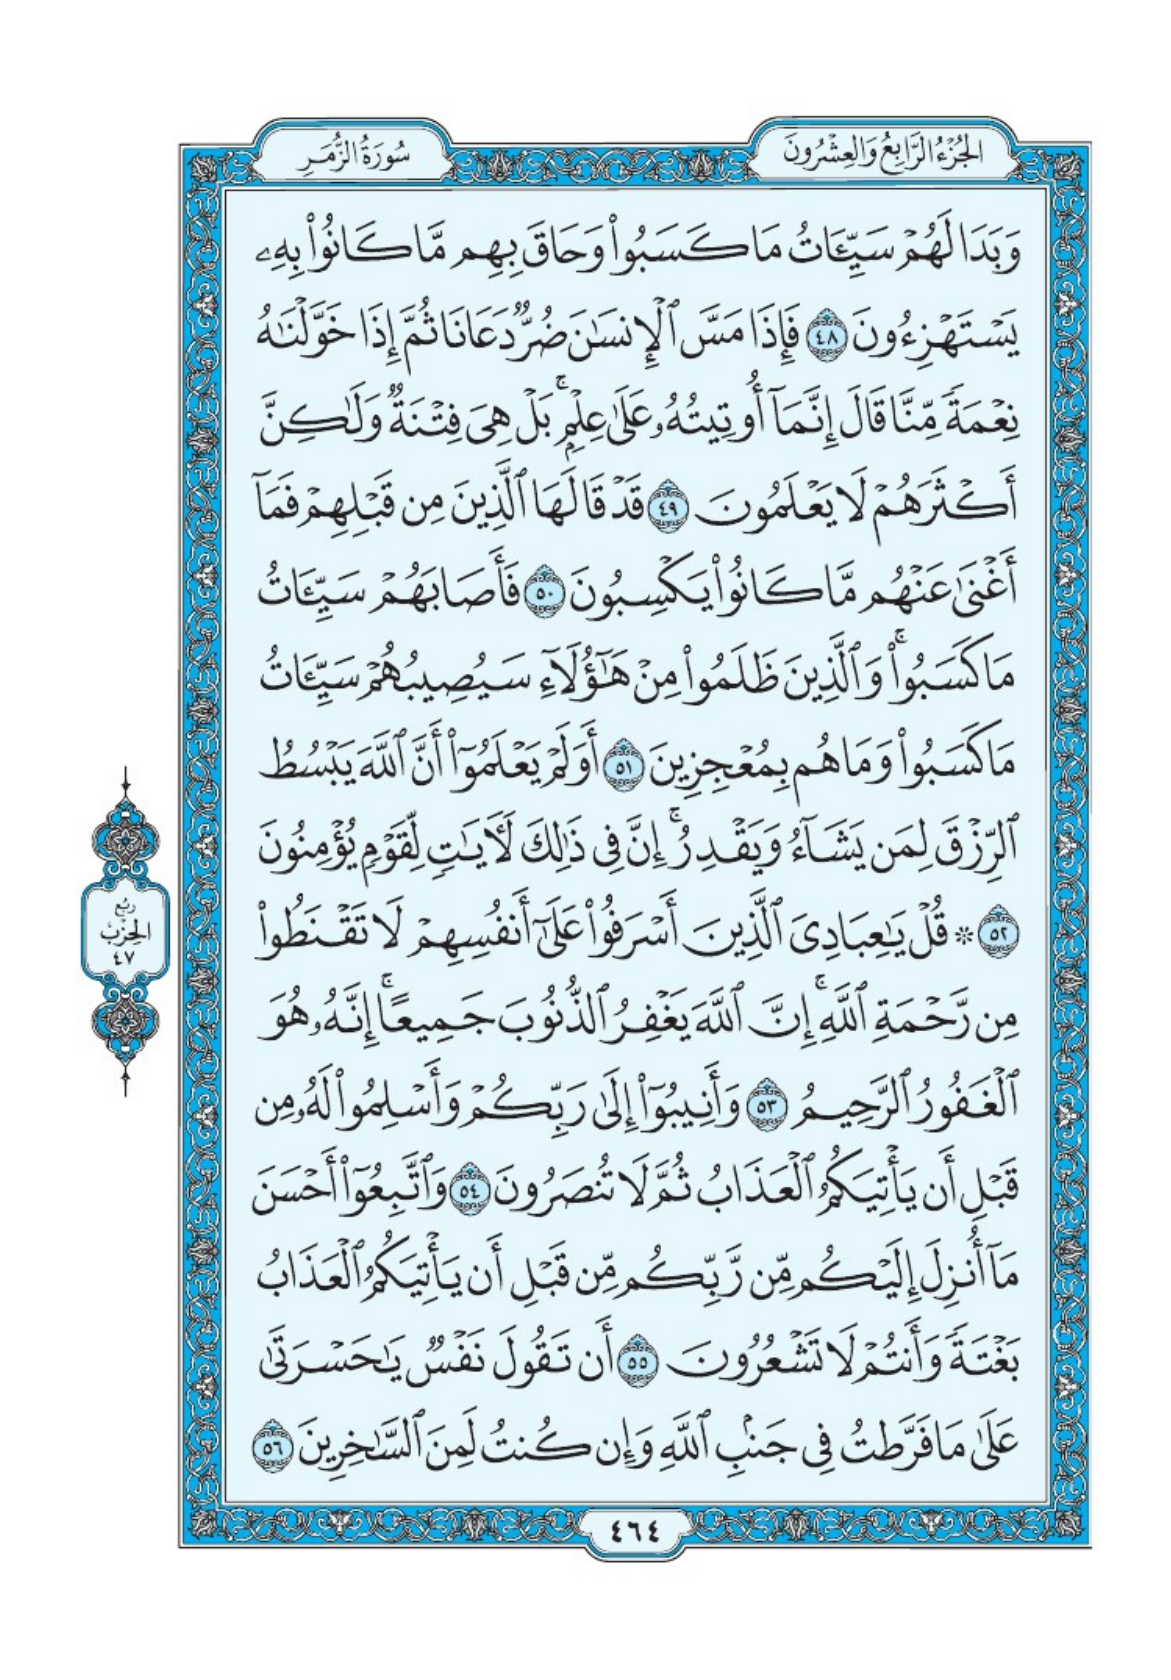 الجُزْءُ الرَّابِعُ وَالعِشْرُونَ
سُورَةُ الزُّمَرِ
وَبَدَا لَهُمْ سَيِّـَٔاتُ مَا كَسَبُوا۟ وَحَاقَ بِهِم مَّا كَانُوا۟ بِهِۦ
يَسْتَهْزِءُونَ ٤٨ فَإِذَا مَسَّ ٱلْإِنسَٰنَ ضُرٌّ دَعَانَا ثُمَّ إِذَا خَوَّلْنَٰهُ
نِعْمَةً مِّنَّا قَالَ إِنَّمَآ أُوتِيتُهُۥ عَلَىٰ عِلْمٍۭ ۚ بَلْ هِىَ فِتْنَةٌ وَلَٰكِنَّ
أَكْثَرَهُمْ لَا يَعْلَمُونَ ٤٩ قَدْ قَالَهَا ٱلَّذِينَ مِن قَبْلِهِمْ فَمَآ
أَغْنَىٰ عَنْهُم مَّا كَانُوا۟ يَكْسِبُونَ ٥٠ فَأَصَابَهُمْ سَيِّـَٔاتُ
مَا كَسَبُوا۟ ۚ وَٱلَّذِينَ ظَلَمُوا۟ مِنْ هَٰٓؤُلَآءِ سَيُصِيبُهُمْ سَيِّـَٔاتُ
مَا كَسَبُوا۟ وَمَا هُم بِمُعْجِزِينَ ٥١ أَوَلَمْ يَعْلَمُوٓا۟ أَنَّ ٱللَّهَ يَبْسُطُ
ٱلرِّزْقَ لِمَن يَشَآءُ وَيَقْدِرُ ۚ إِنَّ فِى ذَٰلِكَ لَـَٔايَٰتٍ لِّقَوْمٍ يُؤْمِنُونَ
٥٢ ۞ قُلْ يَٰعِبَادِىَ ٱلَّذِينَ أَسْرَفُوا۟ عَلَىٰٓ أَنفُسِهِمْ لَا تَقْنَطُوا۟
مِن رَّحْمَةِ ٱللَّهِ ۚ إِنَّ ٱللَّهَ يَغْفِرُ ٱلذُّنُوبَ جَمِيعًا ۚ إِنَّهُۥ هُوَ
ٱلْغَفُورُ ٱلرَّحِيمُ ٥٣ وَأَنِيبُوٓا۟ إِلَىٰ رَبِّكُمْ وَأَسْلِمُوا۟ لَهُۥ مِن
قَبْلِ أَن يَأْتِيَكُمُ ٱلْعَذَابُ ثُمَّ لَا تُنصَرُونَ ٥٤ وَٱتَّبِعُوٓا۟ أَحْسَنَ
مَآ أُنزِلَ إِلَيْكُم مِّن رَّبِّكُم مِّن قَبْلِ أَن يَأْتِيَكُمُ ٱلْعَذَابُ
بَغْتَةً وَأَنتُمْ لَا تَشْعُرُونَ ٥٥ أَن تَقُولَ نَفْسٌ يَٰحَسْرَتَىٰ
عَلَىٰ مَا فَرَّطتُ فِى جَنۢبِ ٱللَّهِ وَإِن كُنتُ لَمِنَ ٱلسَّٰخِرِينَ ٥٦
ربع
الحِزْبُ
٤٧
٤٦٤